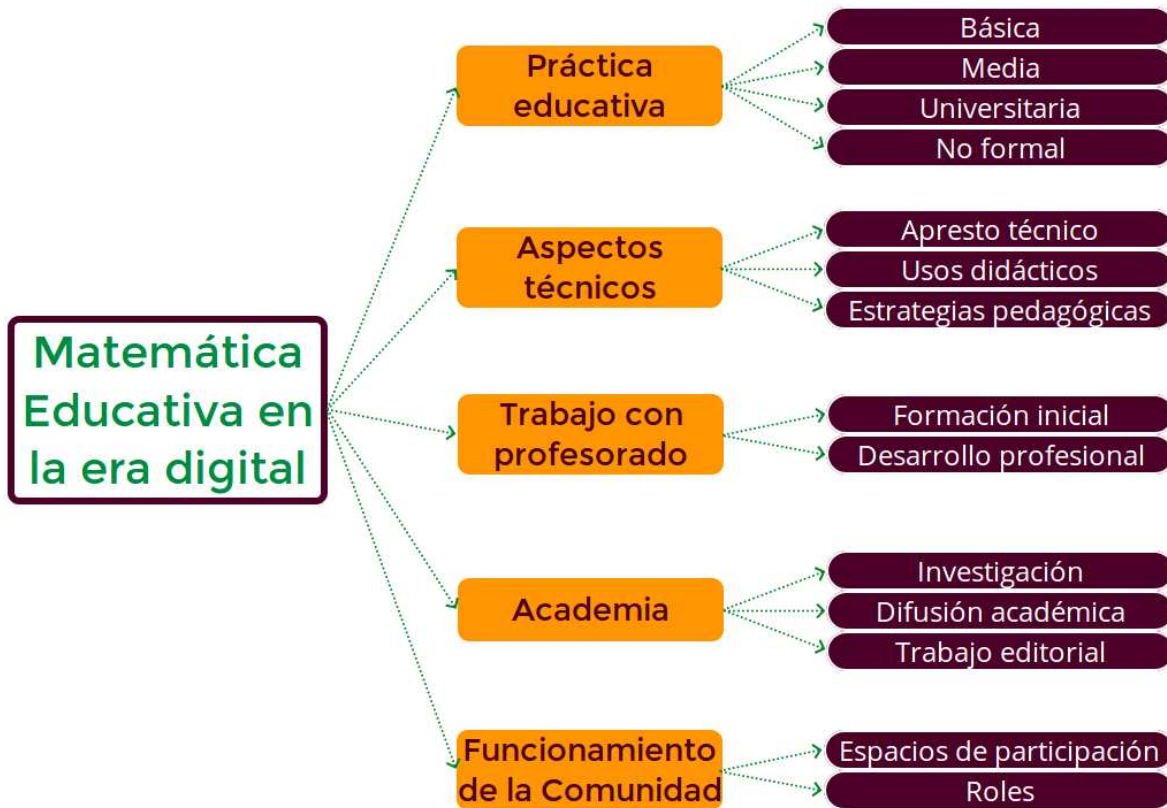 Matemática
Educativa en
la era digital
Práctica
educativa
Básica
Media
Universitaria
No formal
Aspectos
técnicos
Apresto técnico
Usos didácticos
Estrategias pedagógicas
Trabajo con
profesorado
Formación inicial
Desarrollo profesional
Academia
Investigación
Difusión académica
Trabajo editorial
Funcionamiento
de la Comunidad
Espacios de participación
Roles